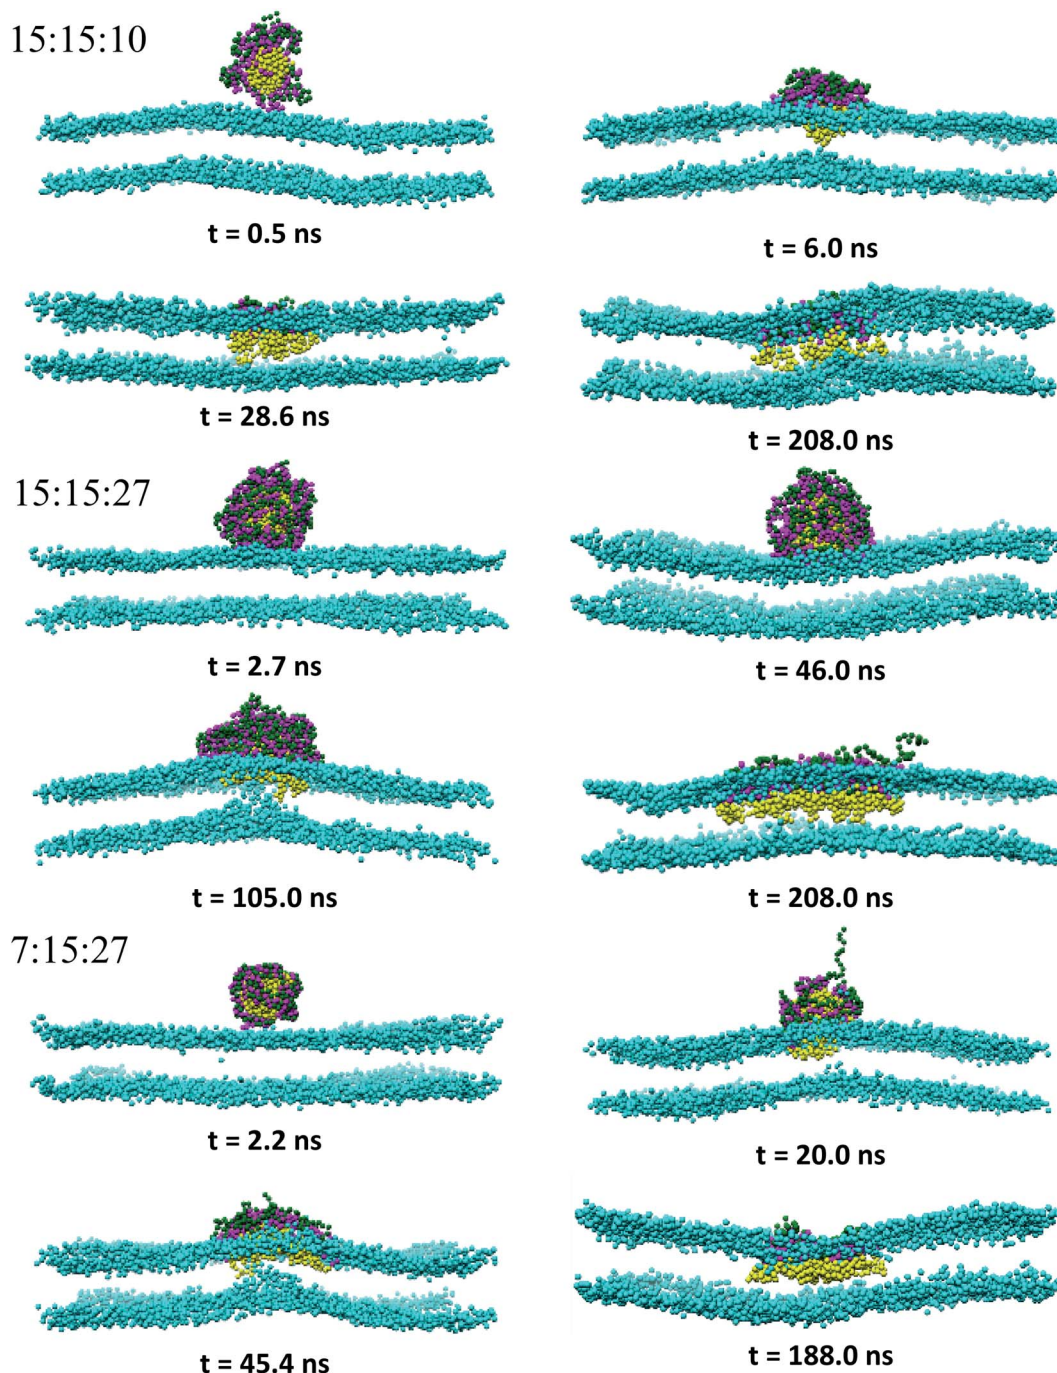 15:15:10
t = 0.5 ns
t = 6.0 ns
t = 28.6 ns
t = 208.0 ns
15:15:27
t = 2.7 ns
t = 46.0 ns
t = 105.0 ns
t = 208.0 ns
7:15:27
t = 2.2 ns
t = 20.0 ns
t = 45.4 ns
t = 188.0 ns